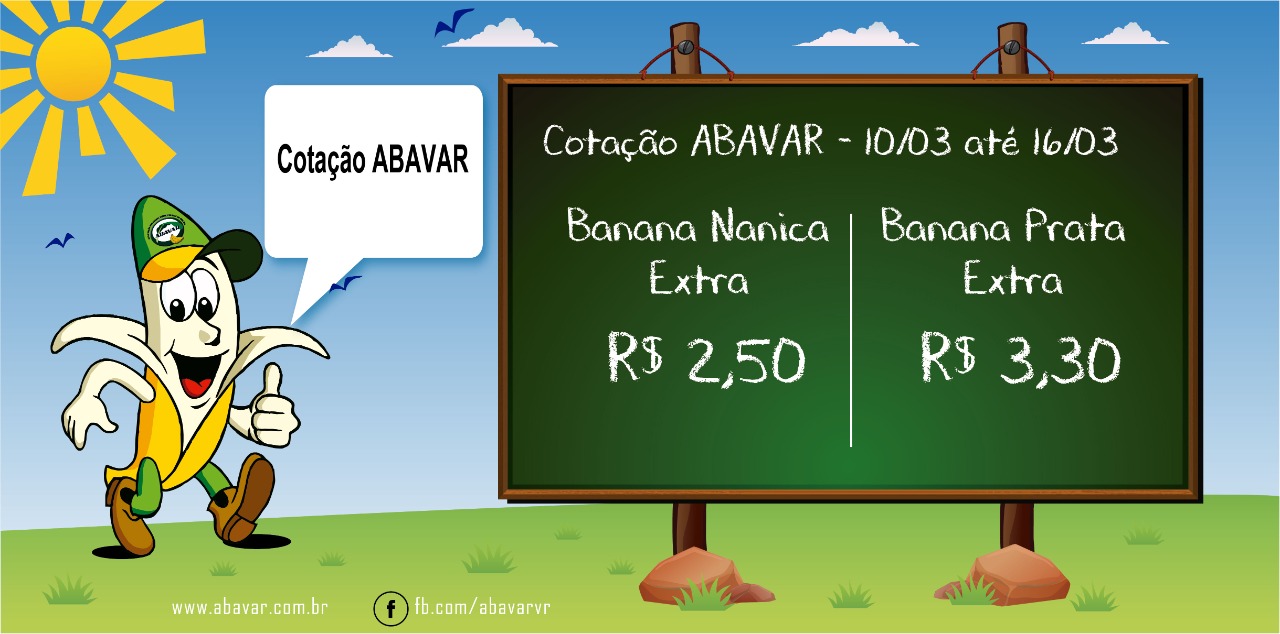 Cotação ABAVAR
Cotação ABAVAR - 10/03 até 16/03
Banana Nanica
Extra
R$ 2,50
Banana Prata
Extra
R$ 3,30
ABAVAR
www.abavar.com.br
f fb.com/abavarvr